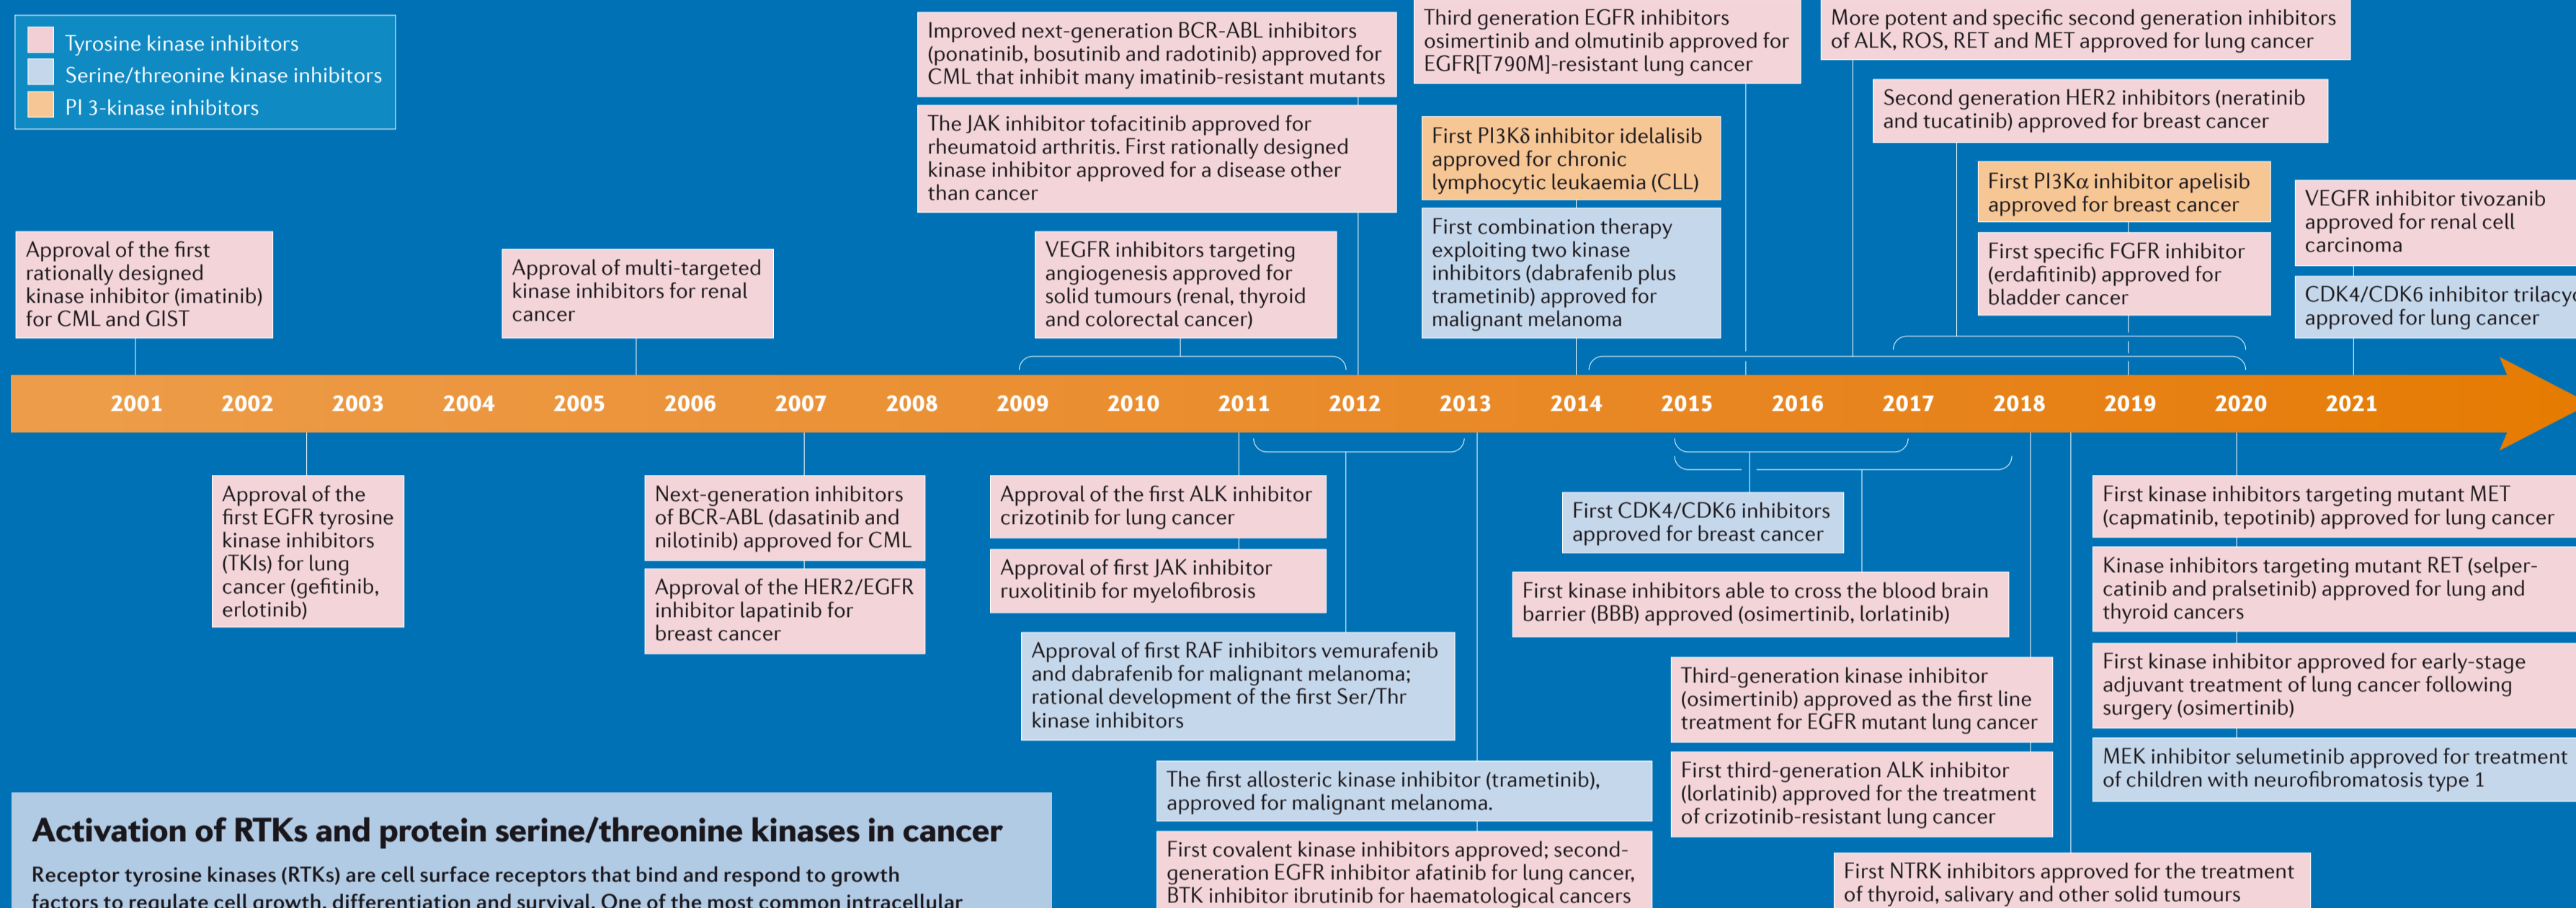 Tyrosine kinase inhibitors
Serine/threonine kinase inhibitors
PI 3-kinase inhibitors
Improved next-generation BCR-ABL inhibitors
(ponatinib, bosutinib and radotinib) approved for
CML that inhibit many imatinib-resistant mutants
The JAK inhibitor tofacitinib approved for
rheumatoid arthritis. First rationally designed
kinase inhibitor approved for a disease other
than cancer
Third generation EGFR inhibitors
osimertinib and olmutinib approved for
EGFR[T790M]-resistant lung cancer
More potent and specific second generation inhibitors
of ALK, ROS, RET and MET approved for lung cancer
Second generation HER2 inhibitors (neratinib
and tucatinib) approved for breast cancer
First PI3Kδ inhibitor idelalisib
approved for chronic
lymphocytic leukaemia (CLL)
First PI3Kα inhibitor apelisib
approved for breast cancer
VEGFR inhibitor tivozanib
approved for renal cell
carcinoma
Approval of the first
rationally designed
kinase inhibitor (imatinib)
for CML and GIST
Approval of multi-targeted
kinase inhibitors for renal
cancer
VEGFR inhibitors targeting
angiogenesis approved for
solid tumours (renal, thyroid
and colorectal cancer)
First combination therapy
exploiting two kinase
inhibitors (dabrafenib plus
trametinib) approved for
malignant melanoma
First specific FGFR inhibitor
(erdafitinib) approved for
bladder cancer
CDK4/CDK6 inhibitor
approved for lung cancer
2001 2002 2003 2004 2005 2006 2007 2008 2009 2010 2011 2012 2013 2014 2015 2016 2017 2018 2019 2020 2021
Approval of the
first EGFR tyrosine
kinase inhibitors
(TKIs) for lung
cancer (gefitinib,
erlotinib)
Next-generation inhibitors
of BCR-ABL (dasatinib and
nilotinib) approved for CML
Approval of the HER2/EGFR
inhibitor lapatinib for
breast cancer
Approval of the first ALK inhibitor
crizotinib for lung cancer
Approval of first JAK inhibitor
ruxolitinib for myelofibrosis
Approval of first RAF inhibitors vemurafenib
and dabrafenib for malignant melanoma;
rational development of the first Ser/Thr
kinase inhibitors
The first allosteric kinase inhibitor (trametinib),
approved for malignant melanoma.
First covalent kinase inhibitors approved; second-
generation EGFR inhibitor afatinib for lung cancer,
BTK inhibitor ibrutinib for haematological cancers
First CDK4/CDK6 inhibitors
approved for breast cancer
First kinase inhibitors able to cross the blood brain
barrier (BBB) approved (osimertinib, lorlatinib)
Third-generation kinase inhibitor
(osimertinib) approved as the first line
treatment for EGFR mutant lung cancer
First third-generation ALK inhibitor
(lorlatinib) approved for the treatment
of crizotinib-resistant lung cancer
First NTRK inhibitors approved for the treatment
of thyroid, salivary and other solid tumours
First kinase inhibitors targeting mutant MET
(capmatinib, tepotinib) approved for lung cancer
Kinase inhibitors targeting mutant RET (selper-
catinib and pralsetinib) approved for lung and
thyroid cancers
First kinase inhibitor approved for early-stage
adjuvant treatment of lung cancer following
surgery (osimertinib)
MEK inhibitor selumetinib approved for treatment
of children with neurofibromatosis type 1
Activation of RTKs and protein serine/threonine kinases in cancer
Receptor tyrosine kinases (RTKs) are cell surface receptors that bind and respond to growth
factors to regulate cell growth, differentiation and survival. One of the most common intracellular